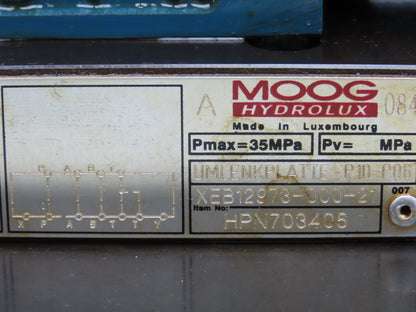 A MOOG 084
HYDROLUX
Made in Luxembourg
Pmax=35MPa Pv= MPa
UMLENKPLATTE-P10-P06
XEB12973-000-21 007
Item No: HPN703405
P A B T
X P A B T T Y V